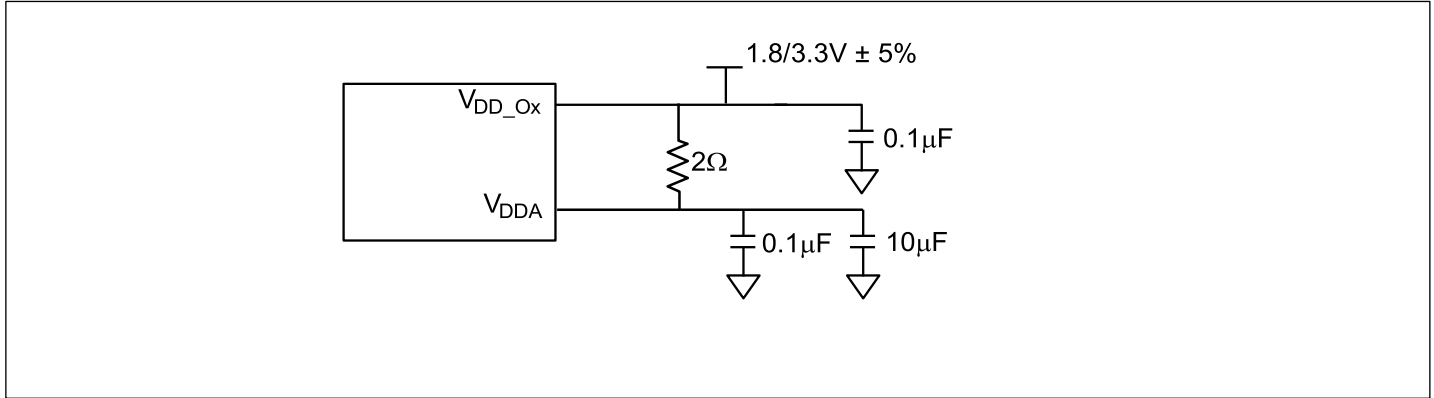 1.8/3.3V ± 5%
VDD_Ox
0.1µF
2Ω
VDDA
0.1µF
10µF